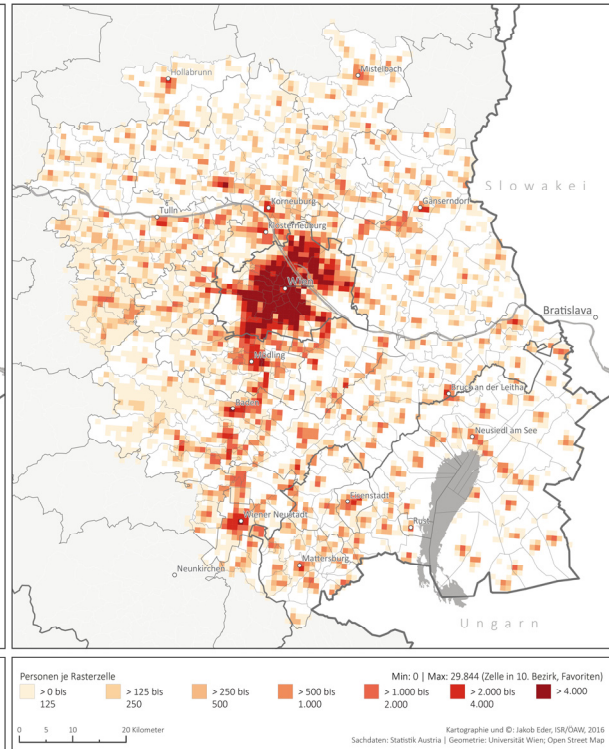 Hollabrunn
Mistelbach
Slowakei
Korneuburg
Gänserndorf
Tulln
Klosterneuburg
Wien
Bratislava
Mödling
Bruck an der Leitha
Baden
Neusiedl am See
Eisenstadt
Wiener Neustadt
Rust
Mattersburg
Neunkirchen
Ungarn
Personen je Rasterzelle
Min: 0 | Max: 29.844 (Zelle in 10. Bezirk, Favoriten)
> 0 bis 125
> 125 bis 250
> 250 bis 500
> 500 bis 1.000
> 1.000 bis 2.000
> 2.000 bis 4.000
> 4.000
0 5 10 20 Kilometer
Kartographie und ©: Jakob Eder, ISR/ÖAW, 2016
Sachdaten: Statistik Austria | Geometrie: Universität Wien; Open Street Map